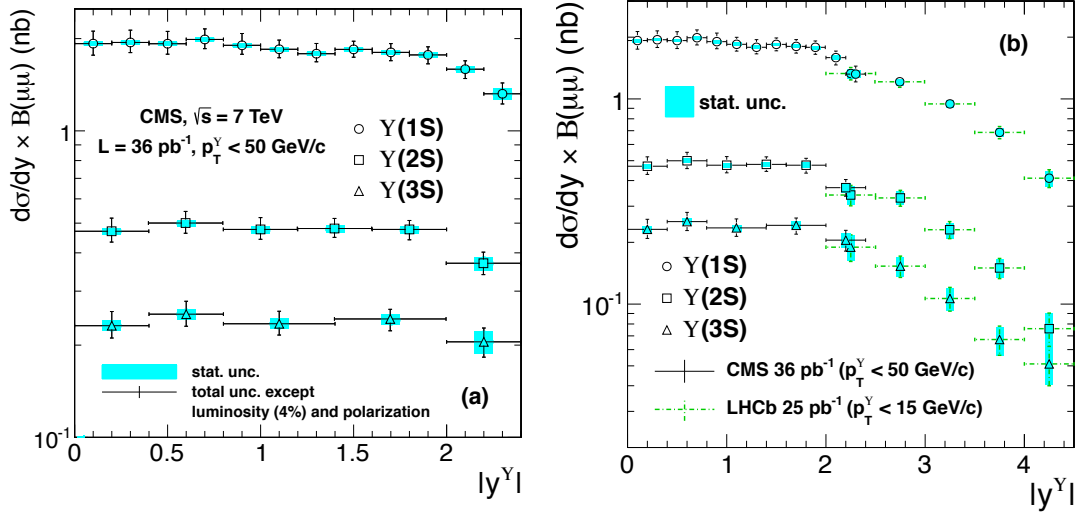 dσ/dy × B(μμ) (nb)
1
10⁻¹
CMS, √s = 7 TeV
L = 36 pb⁻¹, p_T^Υ < 50 GeV/c
Υ(1S)
Υ(2S)
Υ(3S)
stat. unc.
total unc. except
luminosity (4%) and polarization
(a)
0 0.5 1 1.5 2
|y^Υ|
dσ/dy × B(μμ) (nb)
1
10⁻¹
(b)
stat. unc.
Υ(1S)
Υ(2S)
Υ(3S)
CMS 36 pb⁻¹ (p_T^Υ < 50 GeV/c)
LHCb 25 pb⁻¹ (p_T^Υ < 15 GeV/c)
0 1 2 3 4
|y^Υ|